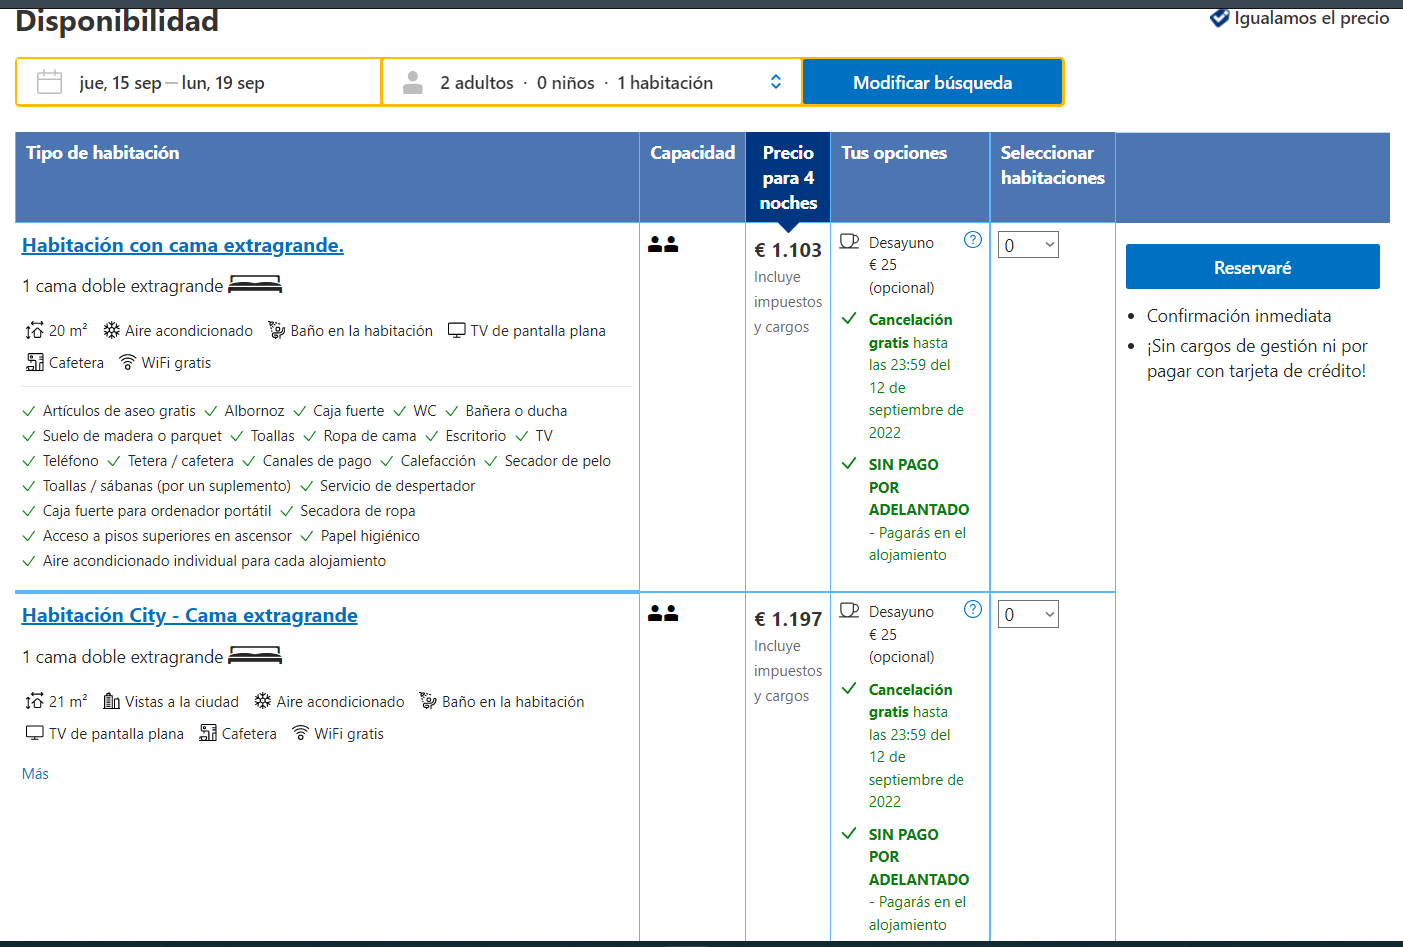 Disponibilidad
Igualamos el precio
jue, 15 sep — lun, 19 sep
2 adultos · 0 niños · 1 habitación
Modificar búsqueda
Tipo de habitación
Capacidad
Precio
para 4
noches
Tus opciones
Seleccionar
habitaciones
Habitación con cama extragrande.
1 cama doble extragrande
20 m² Aire acondicionado Baño en la habitación TV de pantalla plana
Cafetera WiFi gratis
Artículos de aseo gratis Albornoz Caja fuerte WC Bañera o ducha
Suelo de madera o parquet Toallas Ropa de cama Escritorio TV
Teléfono Tetera / cafetera Canales de pago Calefacción Secador de pelo
Toallas / sábanas (por un suplemento) Servicio de despertador
Caja fuerte para ordenador portátil Secadora de ropa
Acceso a pisos superiores en ascensor Papel higiénico
Aire acondicionado individual para cada alojamiento
€ 1.103
Incluye
impuestos
y cargos
Desayuno
€ 25
(opcional)
Cancelación
gratis hasta
las 23:59 del
12 de
septiembre de
2022
SIN PAGO
POR
ADELANTADO
- Pagarás en el
alojamiento
0
Reservaré
• Confirmación inmediata
• ¡Sin cargos de gestión ni por
pagar con tarjeta de crédito!
Habitación City - Cama extragrande
1 cama doble extragrande
21 m² Vistas a la ciudad Aire acondicionado Baño en la habitación
TV de pantalla plana Cafetera WiFi gratis
Más
€ 1.197
Incluye
impuestos
y cargos
Desayuno
€ 25
(opcional)
Cancelación
gratis hasta
las 23:59 del
12 de
septiembre de
2022
SIN PAGO
POR
ADELANTADO
- Pagarás en el
alojamiento
0